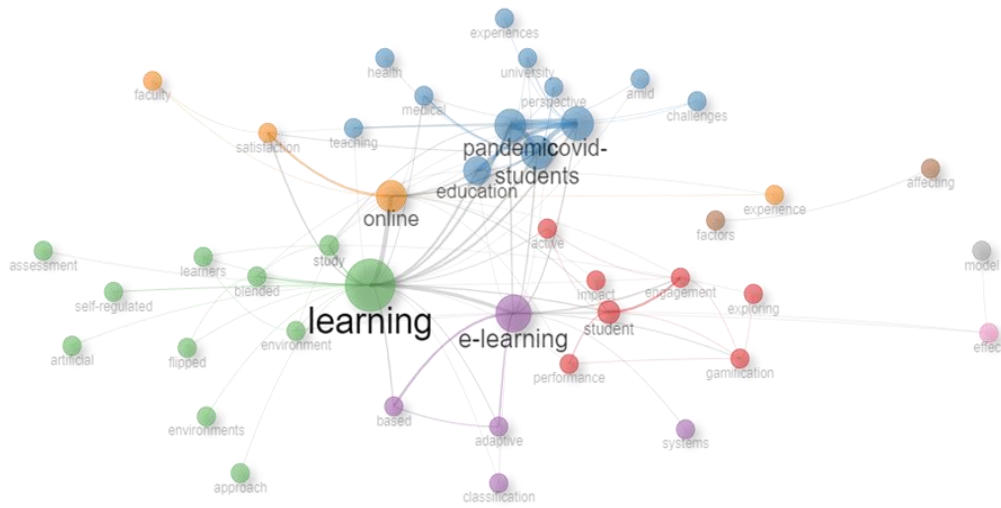 experiences
health
university
faculty
medical
perspective
amid
challenges
satisfaction
teaching
pandemicovid-
students
education
affecting
experience
online
factors
active
study
assessment
learners
model
blended
self-regulated
impact
engagement
exploring
learning
student
environment
e-learning
effec
artificial
flipped
performance
gamification
based
environments
adaptive
systems
approach
classification